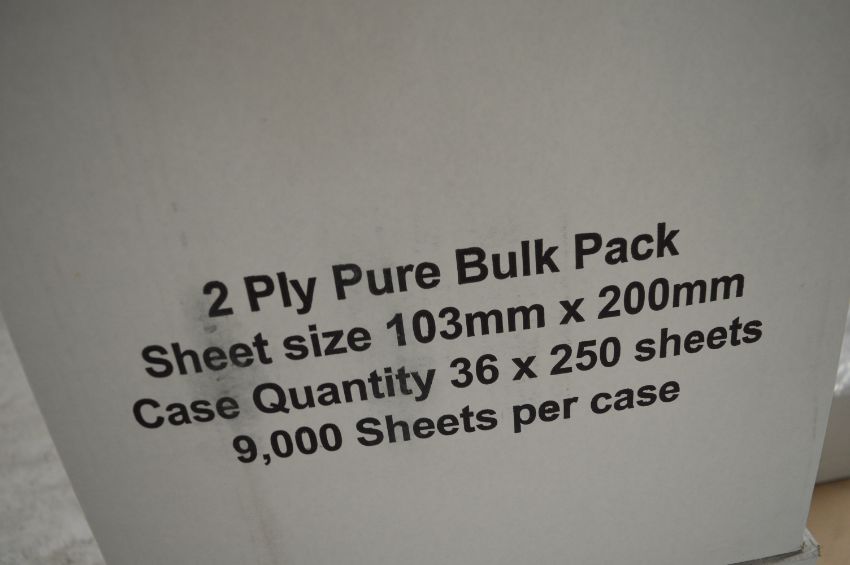 2 Ply Pure Bulk Pack
Sheet size 103mm x 200mm
Case Quantity 36 x 250 sheets
9,000 Sheets per case